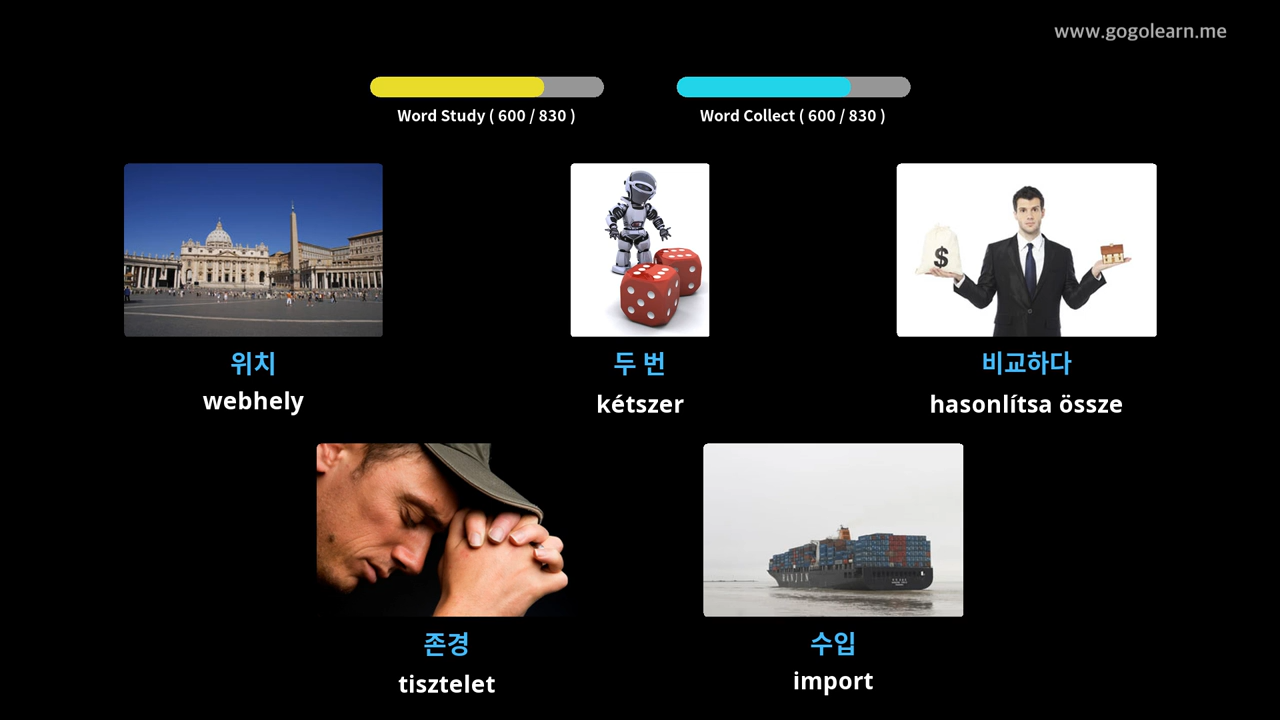 www.gogolearn.me
Word Study ( 600 / 830 )
Word Collect ( 600 / 830 )
$
위치
두 번
비교하다
webhely
kétszer
hasonlítsa össze
HANJIN
존경
수입
tisztelet
import